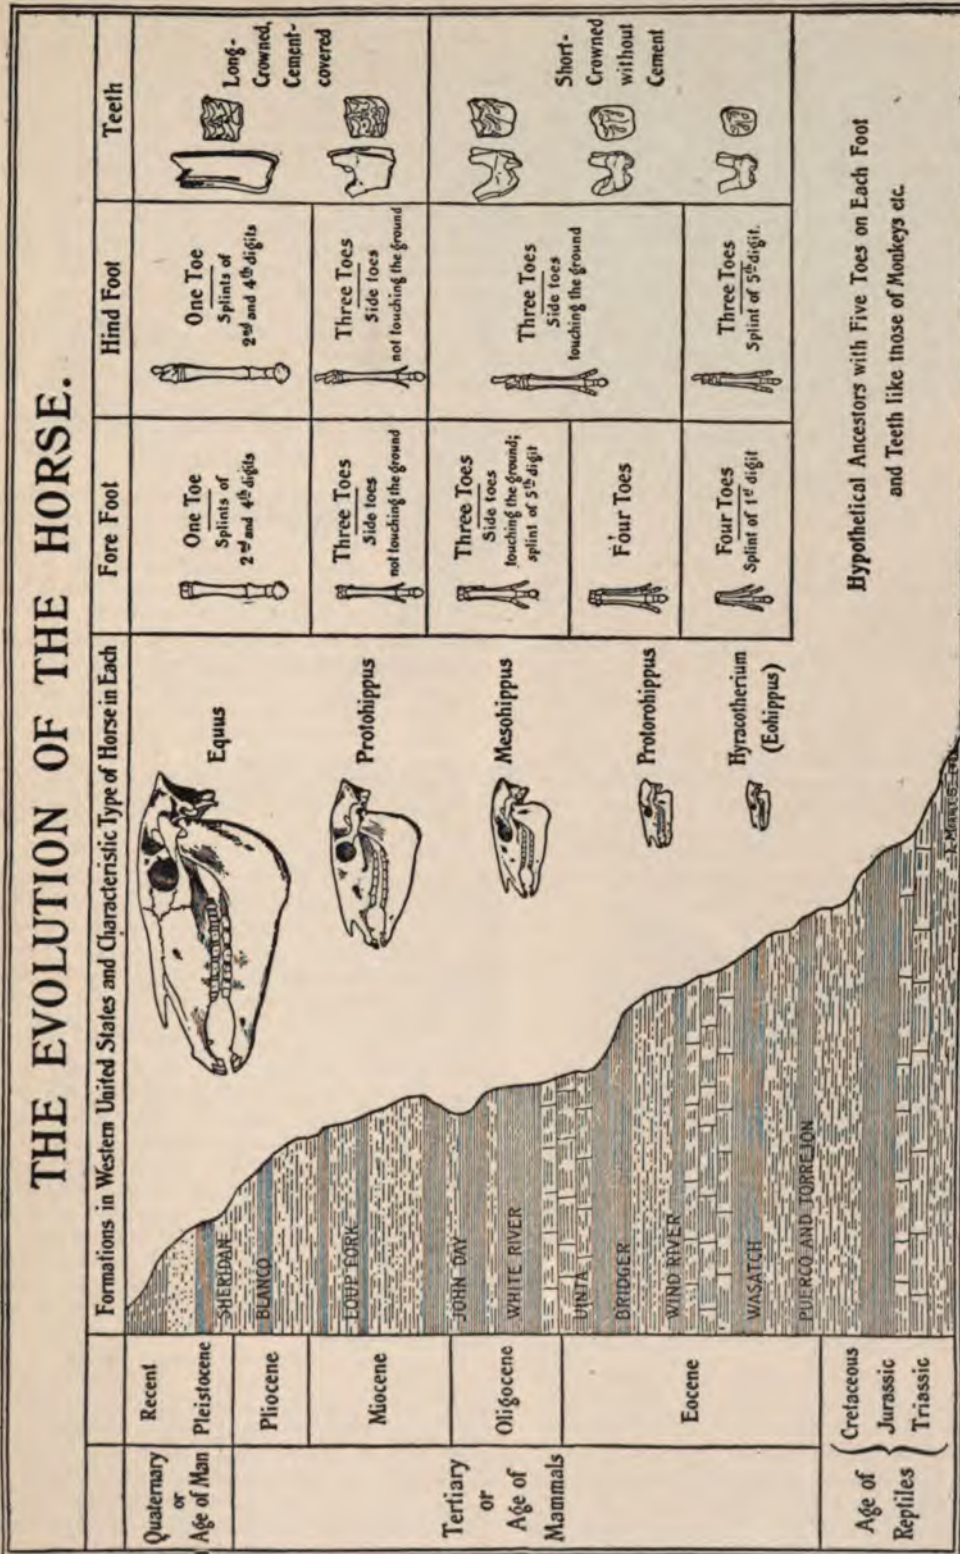 THE EVOLUTION OF THE HORSE.
Formations in Western United States and Characteristic Type of Horse in Each
Fore Foot
Hind Foot
Teeth
Quaternary
or
Age of Man
Recent
Pleistocene
SHERIDAN
Equus
One Toe
Splints of
2nd and 4th digits
One Toe
Splints of
2nd and 4th digits
Long-
Crowned,
Cement-
covered
Tertiary
or
Age of
Mammals
Pliocene
BLANCO
Miocene
LOUP FORK
Protohippus
Three Toes
Side toes
not touching the ground
Three Toes
Side toes
not touching the ground
JOHN DAY
Oligocene
WHITE RIVER
Mesohippus
Three Toes
Side toes
touching the ground;
splint of 5th digit
Three Toes
Side toes
touching the ground
Short-
Crowned
without
Cement
Eocene
UINTA
BRIDGER
WIND RIVER
Protorohippus
Four Toes
WASATCH
Hyracotherium
(Eohippus)
Four Toes
Splint of 1st digit
Three Toes
Splint of 5th digit.
PUERCO AND TORREJON
Age of
Reptiles
Cretaceous
Jurassic
Triassic
Hypothetical Ancestors with Five Toes on Each Foot
and Teeth like those of Monkeys etc.